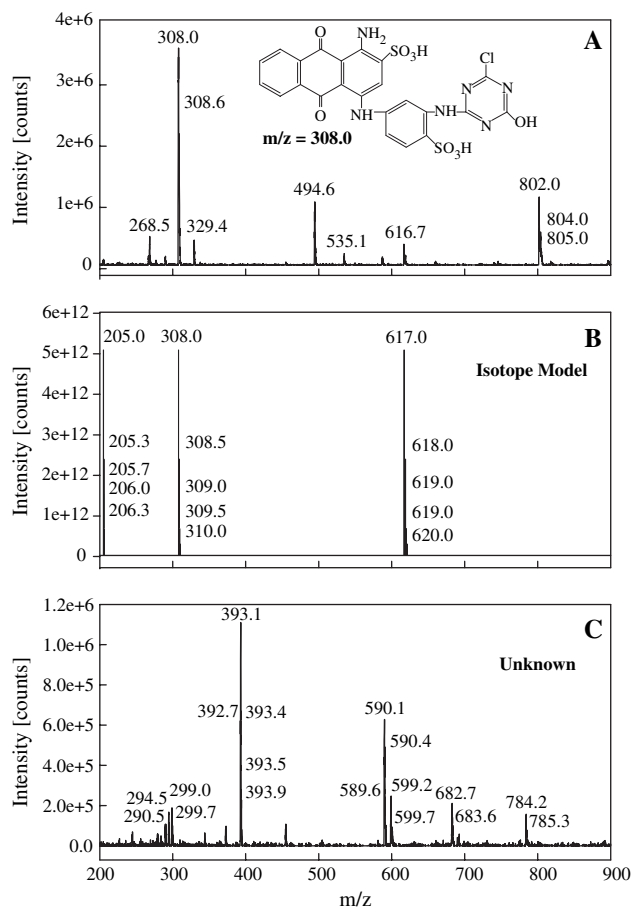 4e+6
3e+6
2e+6
1e+6
0
Intensity [counts]
A
308.0
308.6
268.5
329.4
494.6
535.1
616.7
802.0
804.0
805.0
O
NH2
SO3H
O
NH
NH
SO3H
Cl
N
N
N
OH
m/z = 308.0
6e+12
5e+12
4e+12
3e+12
2e+12
1e+12
0
Intensity [counts]
B
Isotope Model
205.0
308.0
617.0
205.3
205.7
206.0
206.3
308.5
309.0
309.5
310.0
618.0
619.0
619.0
620.0
1.2e+6
1.0e+6
8.0e+5
6.0e+5
4.0e+5
2.0e+5
0.0
Intensity [counts]
C
Unknown
393.1
392.7
393.4
393.5
393.9
294.5
290.5
299.0
299.7
590.1
590.4
589.6
599.2
599.7
682.7
683.6
784.2
785.3
200
300
400
500
600
700
800
900
m/z